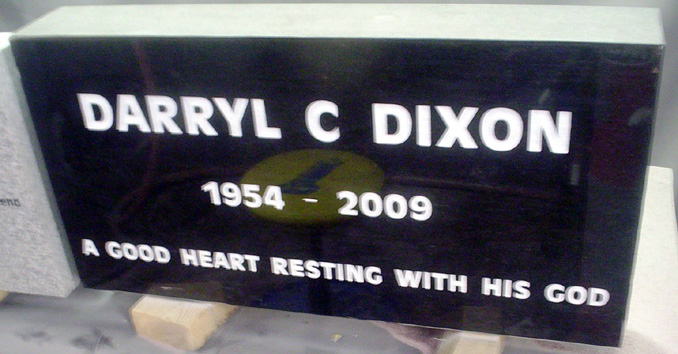 DARRYL C DIXON
1954 - 2009
A GOOD HEART RESTING WITH HIS GOD